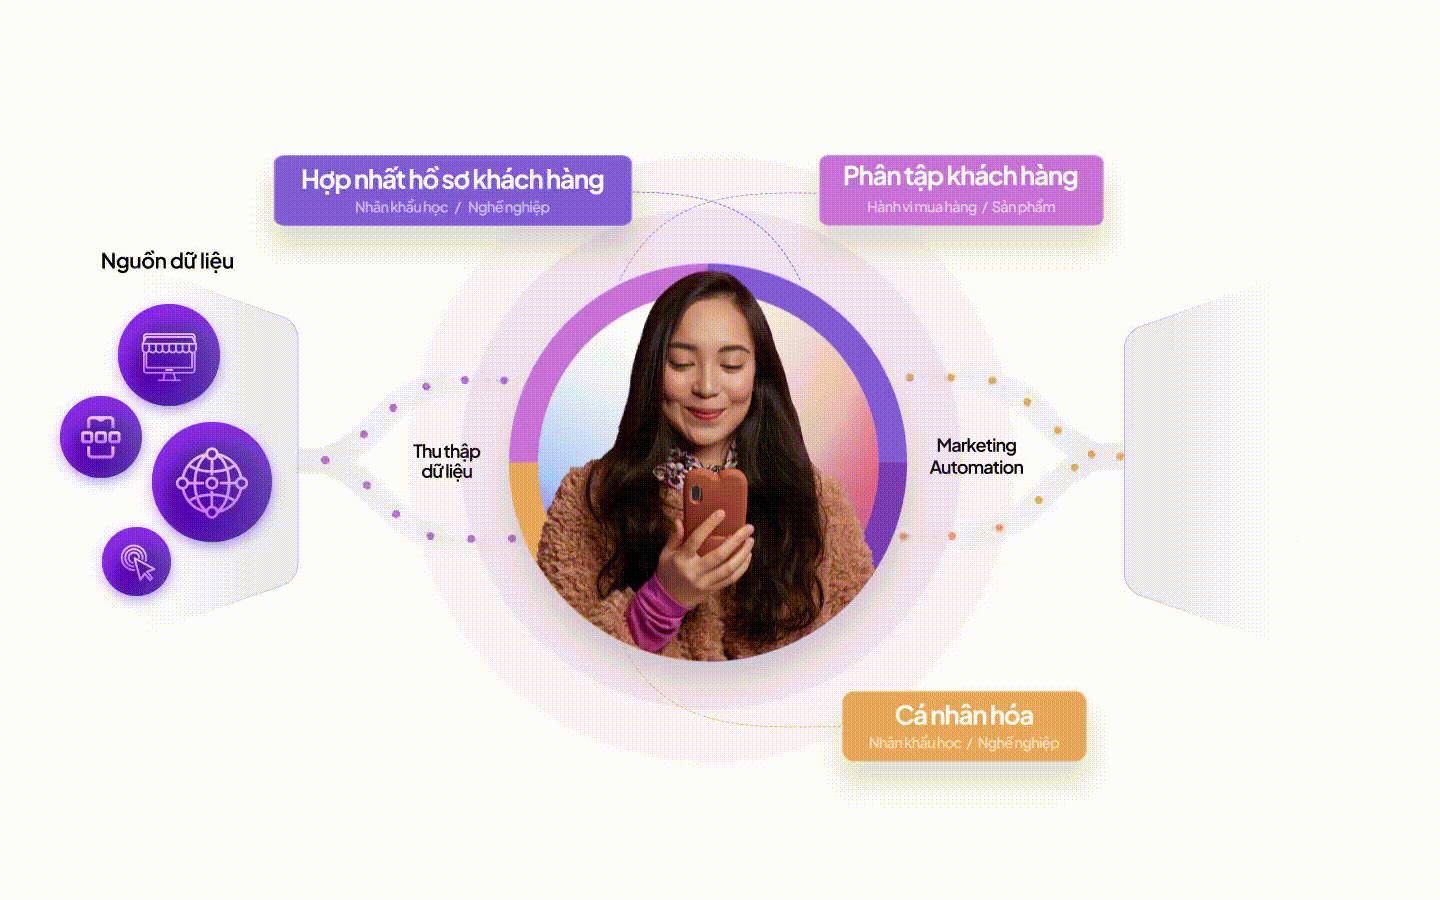 Hợp nhất hồ sơ khách hàng
Nhân khẩu học / Nghề nghiệp
Phân tập khách hàng
Hành vi mua hàng / Sản phẩm
Nguồn dữ liệu
Thu thập
dữ liệu
Marketing
Automation
Cá nhân hóa
Nhân khẩu học / Nghề nghiệp